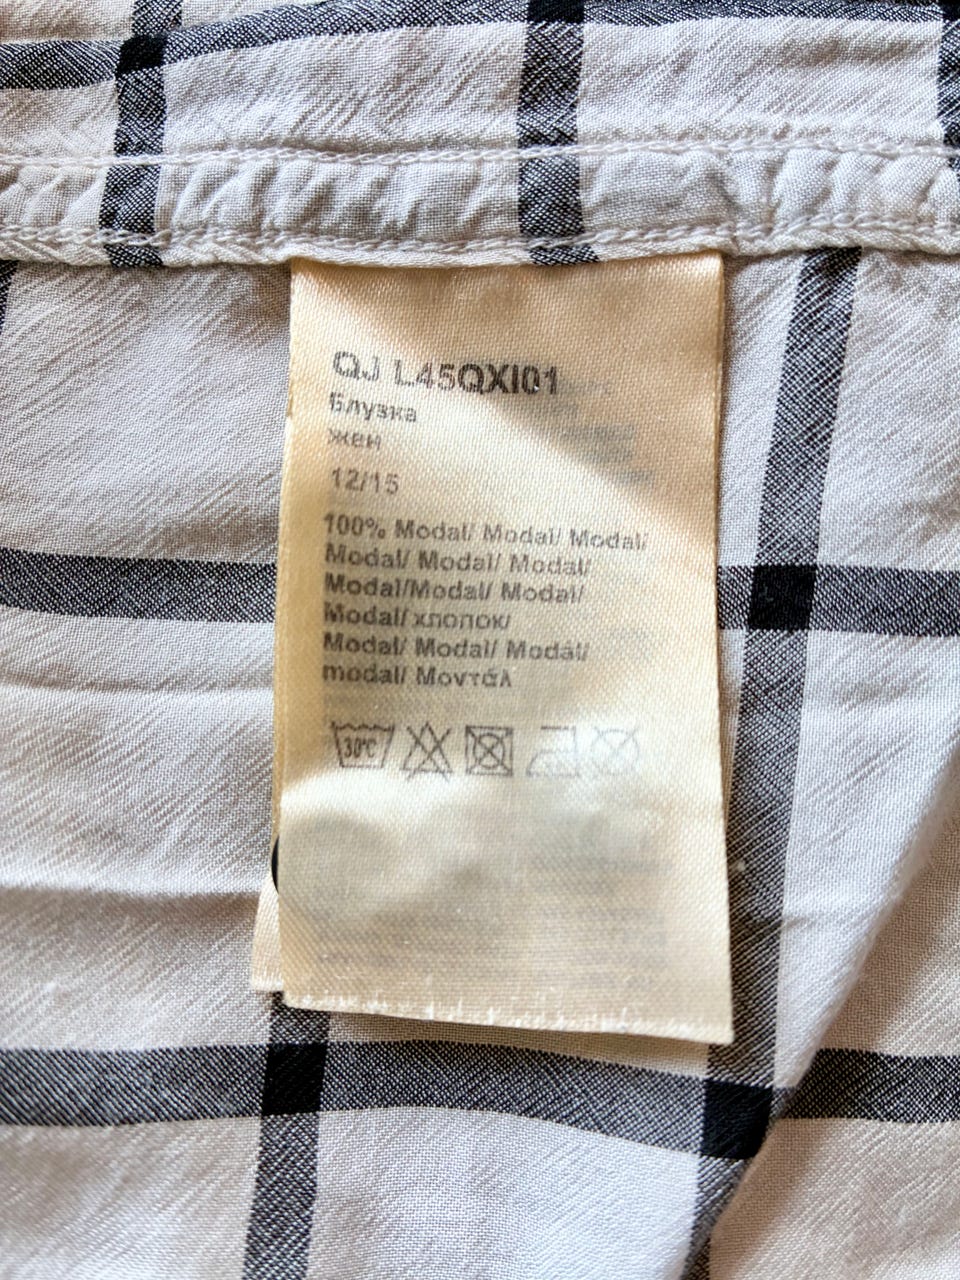 QJ L45QXI01
Блузка
жен
12/15
100% Modal/ Modal/ Modal/
Modal/ Modal/ Modal/
Modal/Modal/ Modal/
Modal/ хлопок/
Modal/ Modal/ Modál/
modal/ Μοντάλ
30°C